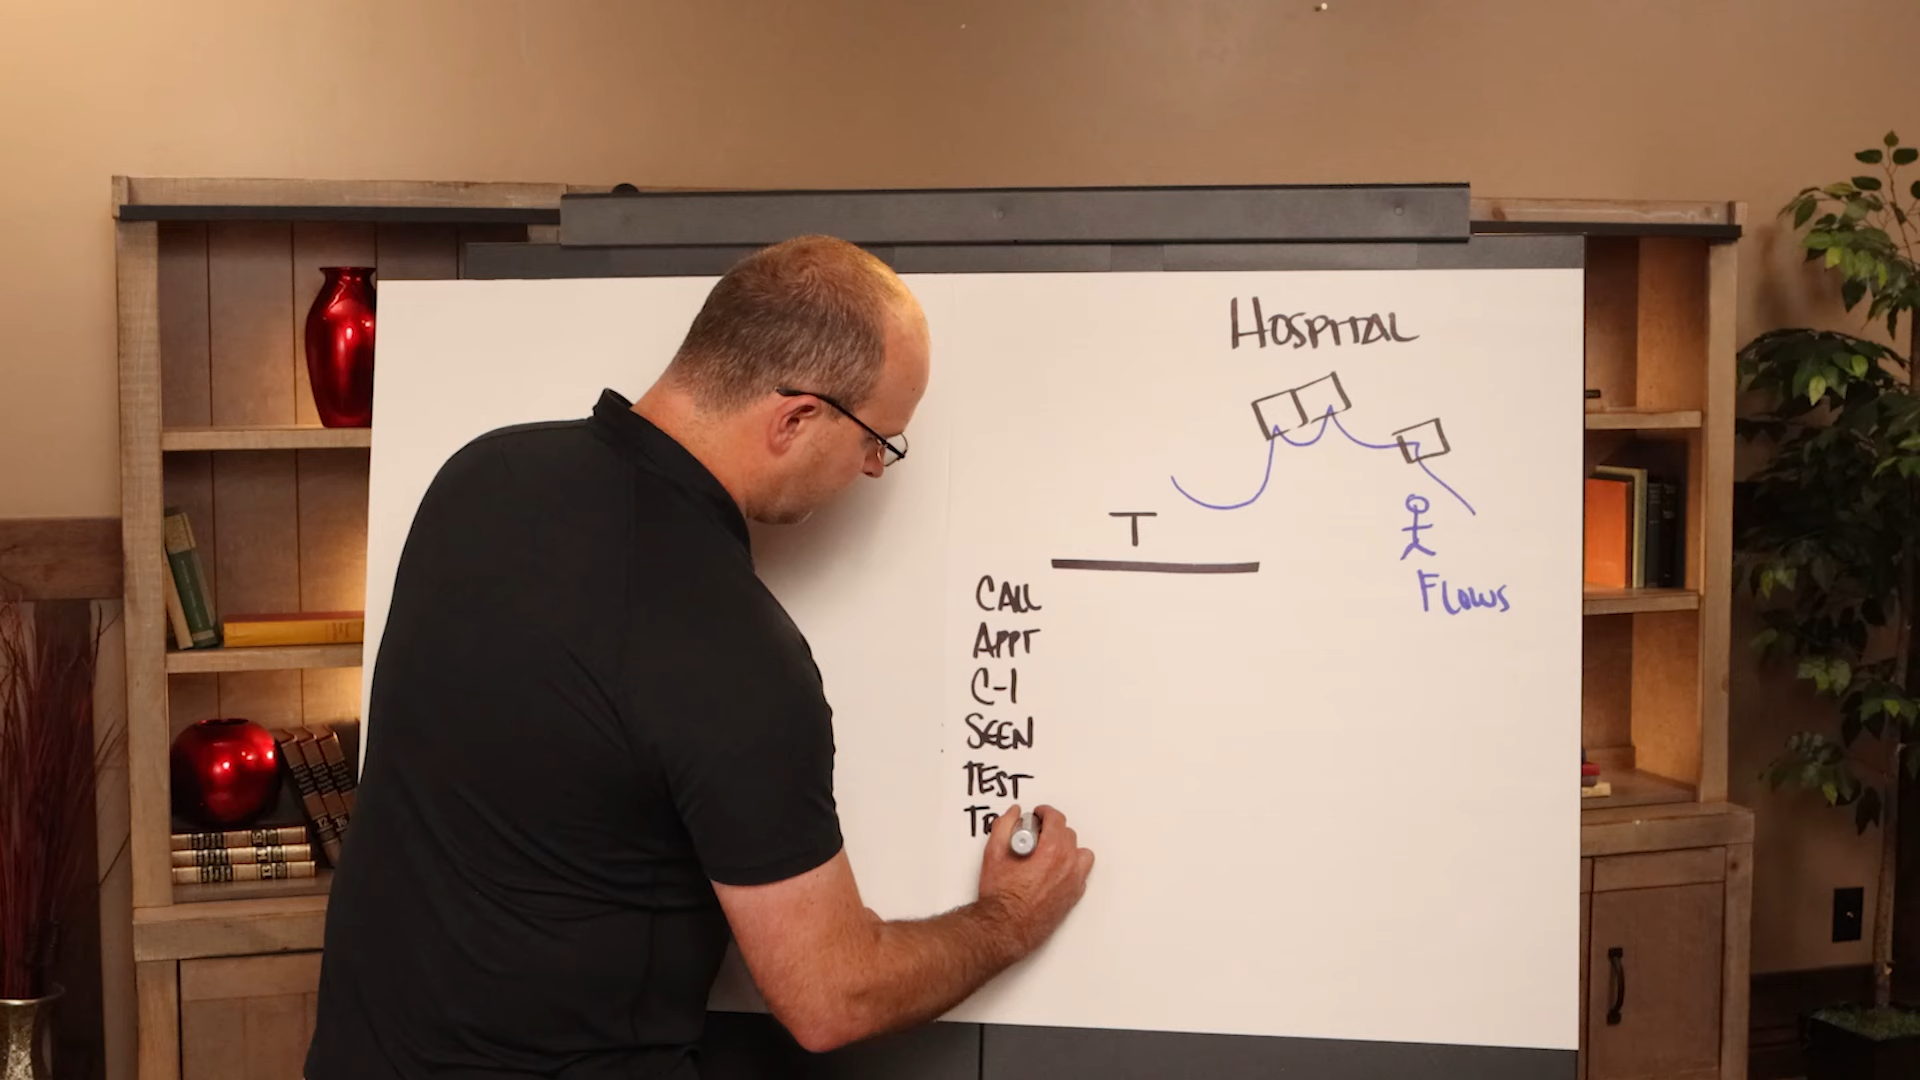 HOSPITAL
T
FLOWS
CALL
APPT
C-I
SEEN
TEST